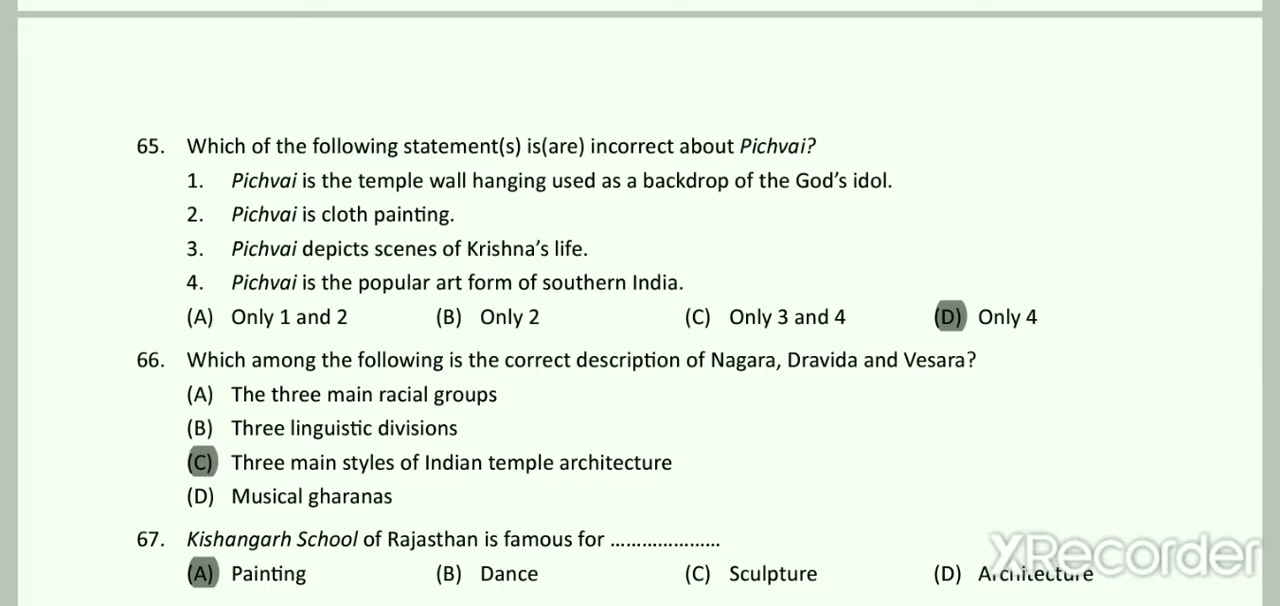 65. Which of the following statement(s) is(are) incorrect about Pichvai?
1. Pichvai is the temple wall hanging used as a backdrop of the God's idol.
2. Pichvai is cloth painting.
3. Pichvai depicts scenes of Krishna's life.
4. Pichvai is the popular art form of southern India.
(A) Only 1 and 2 (B) Only 2 (C) Only 3 and 4 (D) Only 4
66. Which among the following is the correct description of Nagara, Dravida and Vesara?
(A) The three main racial groups
(B) Three linguistic divisions
(C) Three main styles of Indian temple architecture
(D) Musical gharanas
67. Kishangarh School of Rajasthan is famous for .....................
(A) Painting (B) Dance (C) Sculpture (D) Architecture
XRecorder